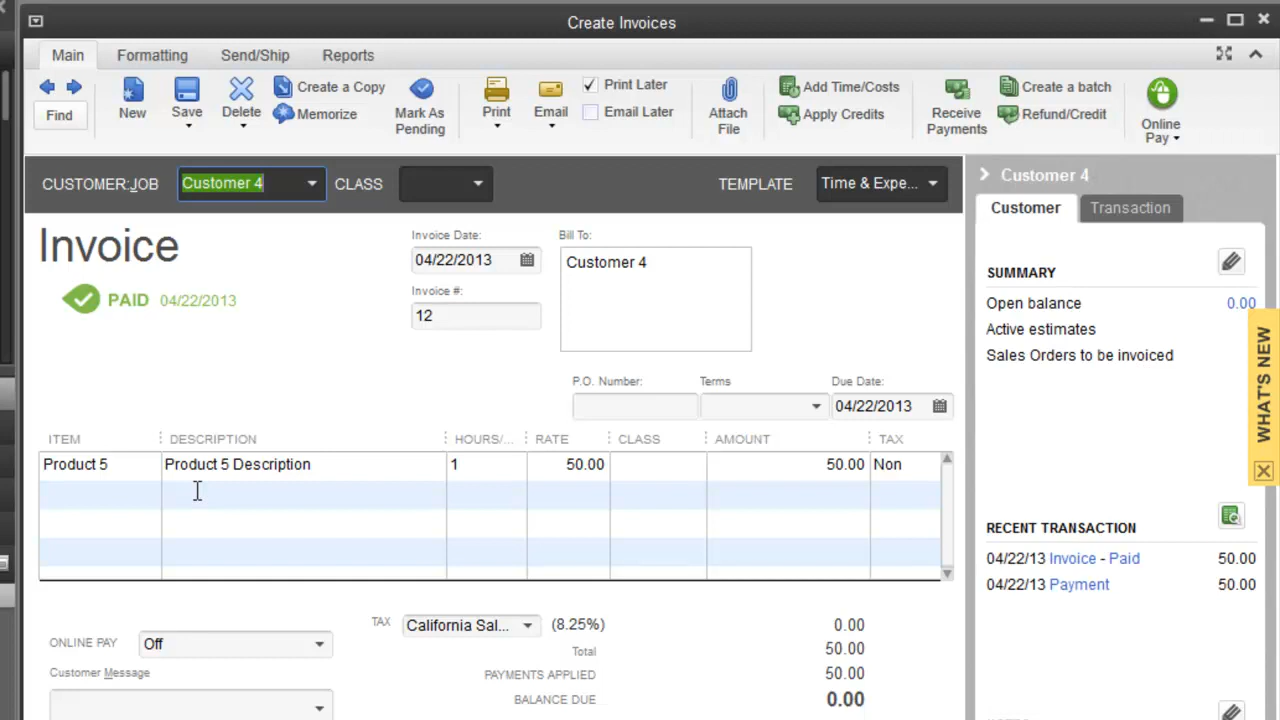 Create Invoices
Main Formatting Send/Ship Reports
Find
New
Save
Delete
Create a Copy
Memorize
Mark As
Pending
Print
Email
Print Later
Email Later
Attach
File
Add Time/Costs
Apply Credits
Receive
Payments
Create a batch
Refund/Credit
Online
Pay
CUSTOMER:JOB Customer 4 CLASS TEMPLATE Time & Expe...
Invoice
PAID 04/22/2013
Invoice Date:
04/22/2013
Invoice #:
12
Bill To:
Customer 4
P.O. Number: Terms Due Date:
04/22/2013
ITEM DESCRIPTION HOURS/... RATE CLASS AMOUNT TAX
Product 5 Product 5 Description 1 50.00 50.00 Non
TAX California Sal... (8.25%) 0.00
Total 50.00
PAYMENTS APPLIED 50.00
BALANCE DUE 0.00
ONLINE PAY Off
Customer Message
Customer 4
Customer Transaction
SUMMARY
Open balance 0.00
Active estimates
Sales Orders to be invoiced
WHAT'S NEW
RECENT TRANSACTION
04/22/13 Invoice - Paid 50.00
04/22/13 Payment 50.00